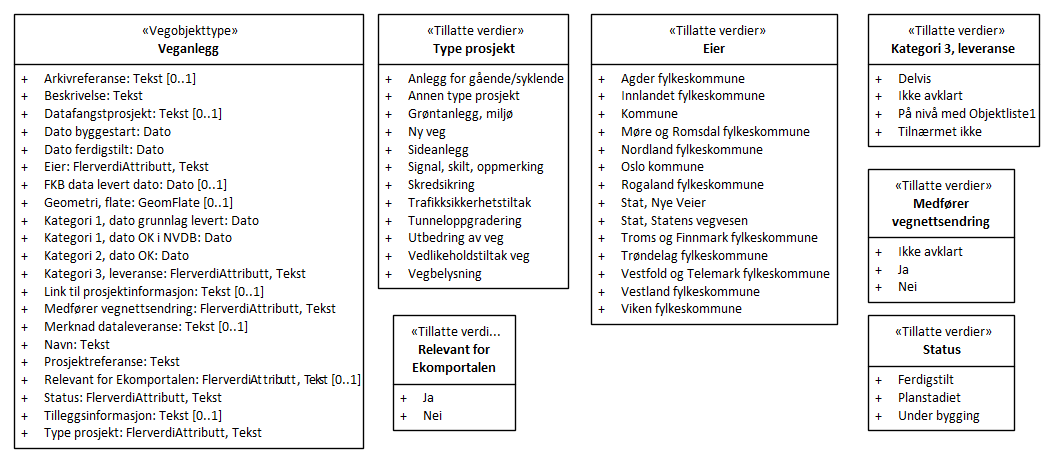 «Vegobjekttype»
Veganlegg
+ Arkivreferanse: Tekst [0..1]
+ Beskrivelse: Tekst
+ Datafangstprosjekt: Tekst [0..1]
+ Dato byggestart: Dato
+ Dato ferdigstilt: Dato
+ Eier: FlerverdiAttributt, Tekst
+ FKB data levert dato: Dato [0..1]
+ Geometri, flate: GeomFlate [0..1]
+ Kategori 1, dato grunnlag levert: Dato
+ Kategori 1, dato OK i NVDB: Dato
+ Kategori 2, dato OK: Dato
+ Kategori 3, leveranse: FlerverdiAttributt, Tekst
+ Link til prosjektinformasjon: Tekst [0..1]
+ Medfører vegnettsendring: FlerverdiAttributt, Tekst
+ Merknad dataleveranse: Tekst [0..1]
+ Navn: Tekst
+ Prosjektreferanse: Tekst
+ Relevant for Ekomportalen: FlerverdiAttributt, Tekst [0..1]
+ Status: FlerverdiAttributt, Tekst
+ Tilleggsinformasjon: Tekst [0..1]
+ Type prosjekt: FlerverdiAttributt, Tekst
«Tillatte verdier»
Type prosjekt
+ Anlegg for gående/syklende
+ Annen type prosjekt
+ Grøntanlegg, miljø
+ Ny veg
+ Sideanlegg
+ Signal, skilt, oppmerking
+ Skredsikring
+ Trafikksikkerhetstiltak
+ Tunneloppgradering
+ Utbedring av veg
+ Vedlikeholdstiltak veg
+ Vegbelysning
«Tillatte verdi...
Relevant for
Ekomportalen
+ Ja
+ Nei
«Tillatte verdier»
Eier
+ Agder fylkeskommune
+ Innlandet fylkeskommune
+ Kommune
+ Møre og Romsdal fylkeskommune
+ Nordland fylkeskommune
+ Oslo kommune
+ Rogaland fylkeskommune
+ Stat, Nye Veier
+ Stat, Statens vegvesen
+ Troms og Finnmark fylkeskommune
+ Trøndelag fylkeskommune
+ Vestfold og Telemark fylkeskommune
+ Vestland fylkeskommune
+ Viken fylkeskommune
«Tillatte verdier»
Kategori 3, leveranse
+ Delvis
+ Ikke avklart
+ På nivå med Objektliste1
+ Tilnærmet ikke
«Tillatte verdier»
Medfører
vegnettsendring
+ Ikke avklart
+ Ja
+ Nei
«Tillatte verdier»
Status
+ Ferdigstilt
+ Planstadiet
+ Under bygging